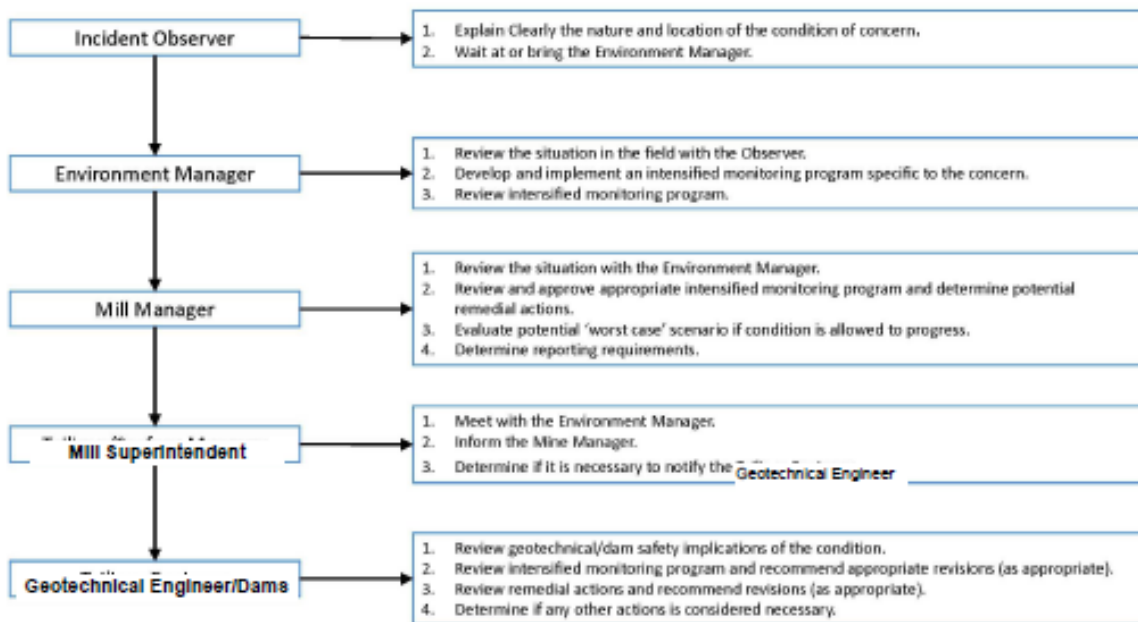 Incident Observer
1. Explain Clearly the nature and location of the condition of concern.
2. Wait at or bring the Environment Manager.
Environment Manager
1. Review the situation in the field with the Observer.
2. Develop and implement an intensified monitoring program specific to the concern.
3. Review intensified monitoring program.
Mill Manager
1. Review the situation with the Environment Manager.
2. Review and approve appropriate intensified monitoring program and determine potential
remedial actions.
3. Evaluate potential ‘worst case’ scenario if condition is allowed to progress.
4. Determine reporting requirements.
Mill Superintendent
1. Meet with the Environment Manager.
2. Inform the Mine Manager.
3. Determine if it is necessary to notify the Geotechnical Engineer
Geotechnical Engineer/Dams
1. Review geotechnical/dam safety implications of the condition.
2. Review intensified monitoring program and recommend appropriate revisions (as appropriate).
3. Review remedial actions and recommend revisions (as appropriate).
4. Determine if any other actions is considered necessary.